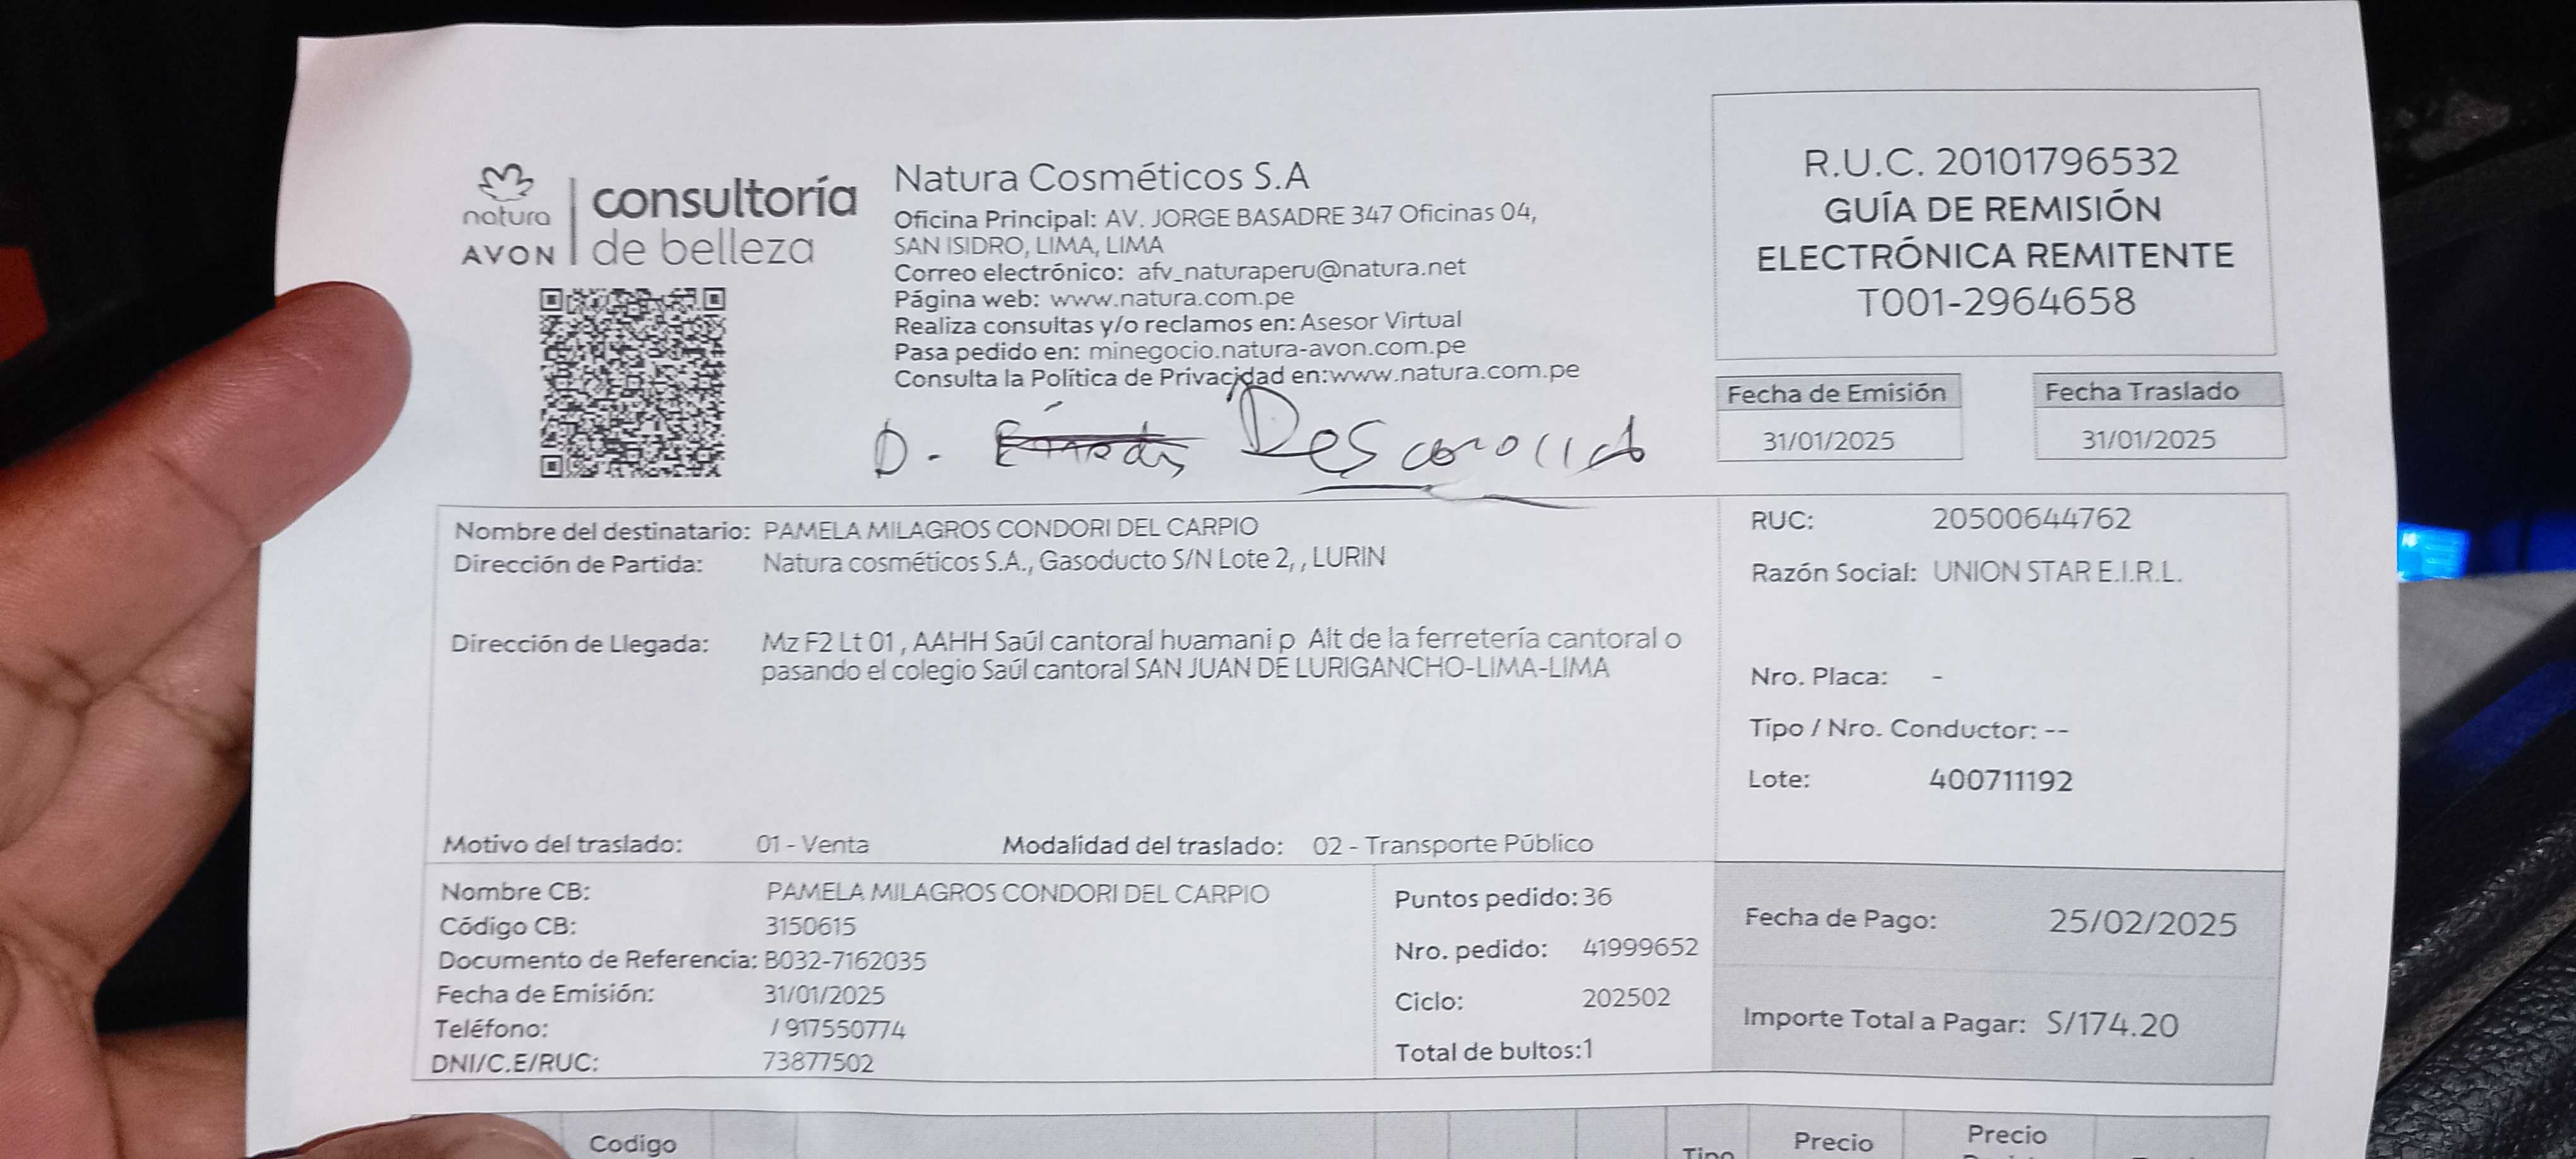 natura
AVON
consultoría
de belleza
Natura Cosméticos S.A
Oficina Principal: AV. JORGE BASADRE 347 Oficinas 04,
SAN ISIDRO, LIMA, LIMA
Correo electrónico: afv_naturaperu@natura.net
Página web: www.natura.com.pe
Realiza consultas y/o reclamos en: Asesor Virtual
Pasa pedido en: minegocio.natura-avon.com.pe
Consulta la Política de Privacidad en:www.natura.com.pe
R.U.C. 20101796532
GUÍA DE REMISIÓN
ELECTRÓNICA REMITENTE
T001-2964658
Fecha de Emisión
31/01/2025
Fecha Traslado
31/01/2025
D. Desconocid
Nombre del destinatario: PAMELA MILAGROS CONDORI DEL CARPIO
Dirección de Partida: Natura cosméticos S.A., Gasoducto S/N Lote 2, , LURIN
Dirección de Llegada: Mz F2 Lt 01 , AAHH Saúl cantoral huamani p Alt de la ferretería cantoral o
pasando el colegio Saúl cantoral SAN JUAN DE LURIGANCHO-LIMA-LIMA
Motivo del traslado: 01 - Venta Modalidad del traslado: 02 - Transporte Público
RUC: 20500644762
Razón Social: UNION STAR E.I.R.L.
Nro. Placa: -
Tipo / Nro. Conductor: --
Lote: 400711192
Nombre CB: PAMELA MILAGROS CONDORI DEL CARPIO
Código CB: 3150615
Documento de Referencia: B032-7162035
Fecha de Emisión: 31/01/2025
Teléfono: / 917550774
DNI/C.E/RUC: 73877502
Puntos pedido: 36
Nro. pedido: 41999652
Ciclo: 202502
Total de bultos:1
Fecha de Pago: 25/02/2025
Importe Total a Pagar: S/174.20
Codigo
Tipo
Precio
Precio